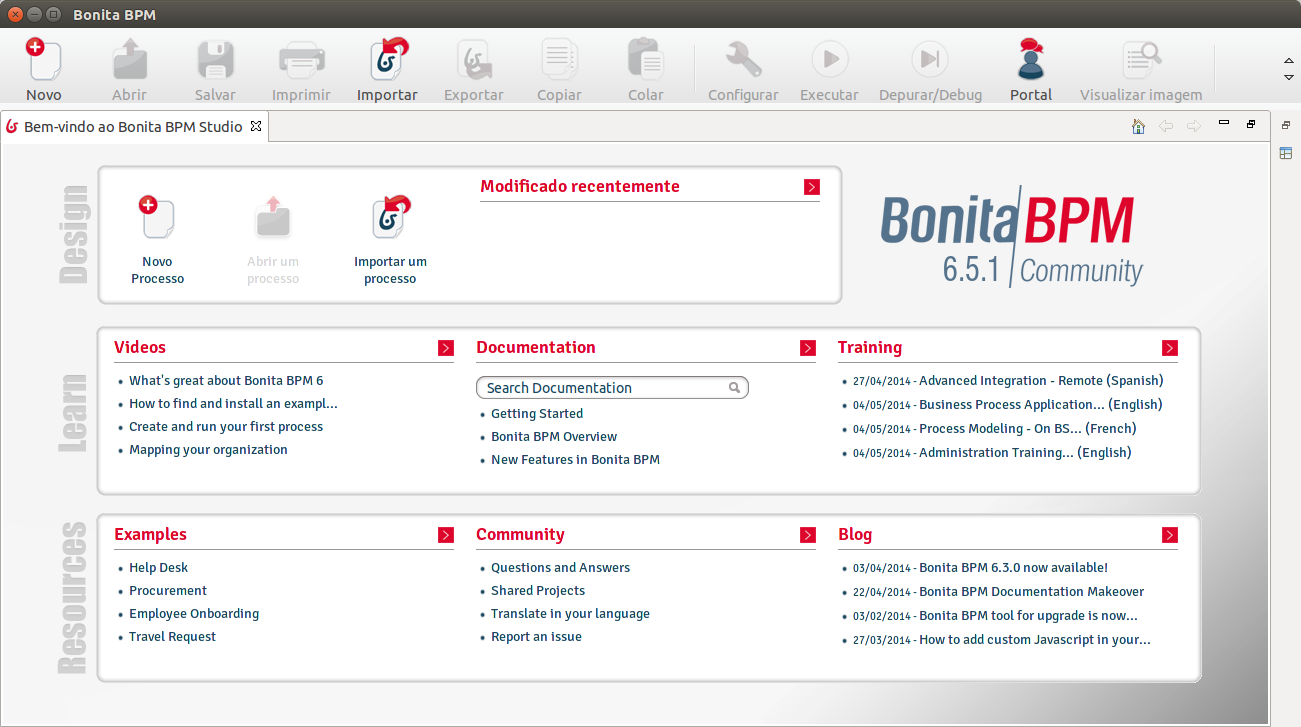 Bonita BPM
Novo
Abrir
Salvar
Imprimir
Importar
Exportar
Copiar
Colar
Configurar
Executar
Depurar/Debug
Portal
Visualizar imagem
Bem-vindo ao Bonita BPM Studio
Design
Novo
Processo
Abrir um
processo
Importar um
processo
Modificado recentemente
Bonita BPM
6.5.1 Community
Learn
Videos
What's great about Bonita BPM 6
How to find and install an exampl...
Create and run your first process
Mapping your organization
Documentation
Search Documentation
Getting Started
Bonita BPM Overview
New Features in Bonita BPM
Training
27/04/2014 - Advanced Integration - Remote (Spanish)
04/05/2014 - Business Process Application... (English)
04/05/2014 - Process Modeling - On BS... (French)
04/05/2014 - Administration Training... (English)
Resources
Examples
Help Desk
Procurement
Employee Onboarding
Travel Request
Community
Questions and Answers
Shared Projects
Translate in your language
Report an issue
Blog
03/04/2014 - Bonita BPM 6.3.0 now available!
22/04/2014 - Bonita BPM Documentation Makeover
03/02/2014 - Bonita BPM tool for upgrade is now...
27/03/2014 - How to add custom Javascript in your...